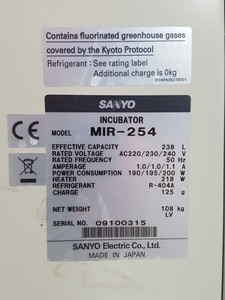 Contains fluorinated greenhouse gases
covered by the Kyoto Protocol
Refrigerant : See rating label
Additional charge is 0kg
SANYO
INCUBATOR
MODEL MIR-254
EFFECTIVE CAPACITY 238 L
RATED VOLTAGE AC220/230/240 V
RATED FREQUENCY 50 Hz
AMPERAGE 1.0/1.0/1.1 A
POWER CONSUMPTION 190/195/200 W
HEATER 218 W
REFRIGERANT R-404A
CHARGE 125 g
NET WEIGHT 108 kg
LV
SERIAL NO. 09100315
SANYO Electric Co., Ltd.
MADE IN JAPAN
CE